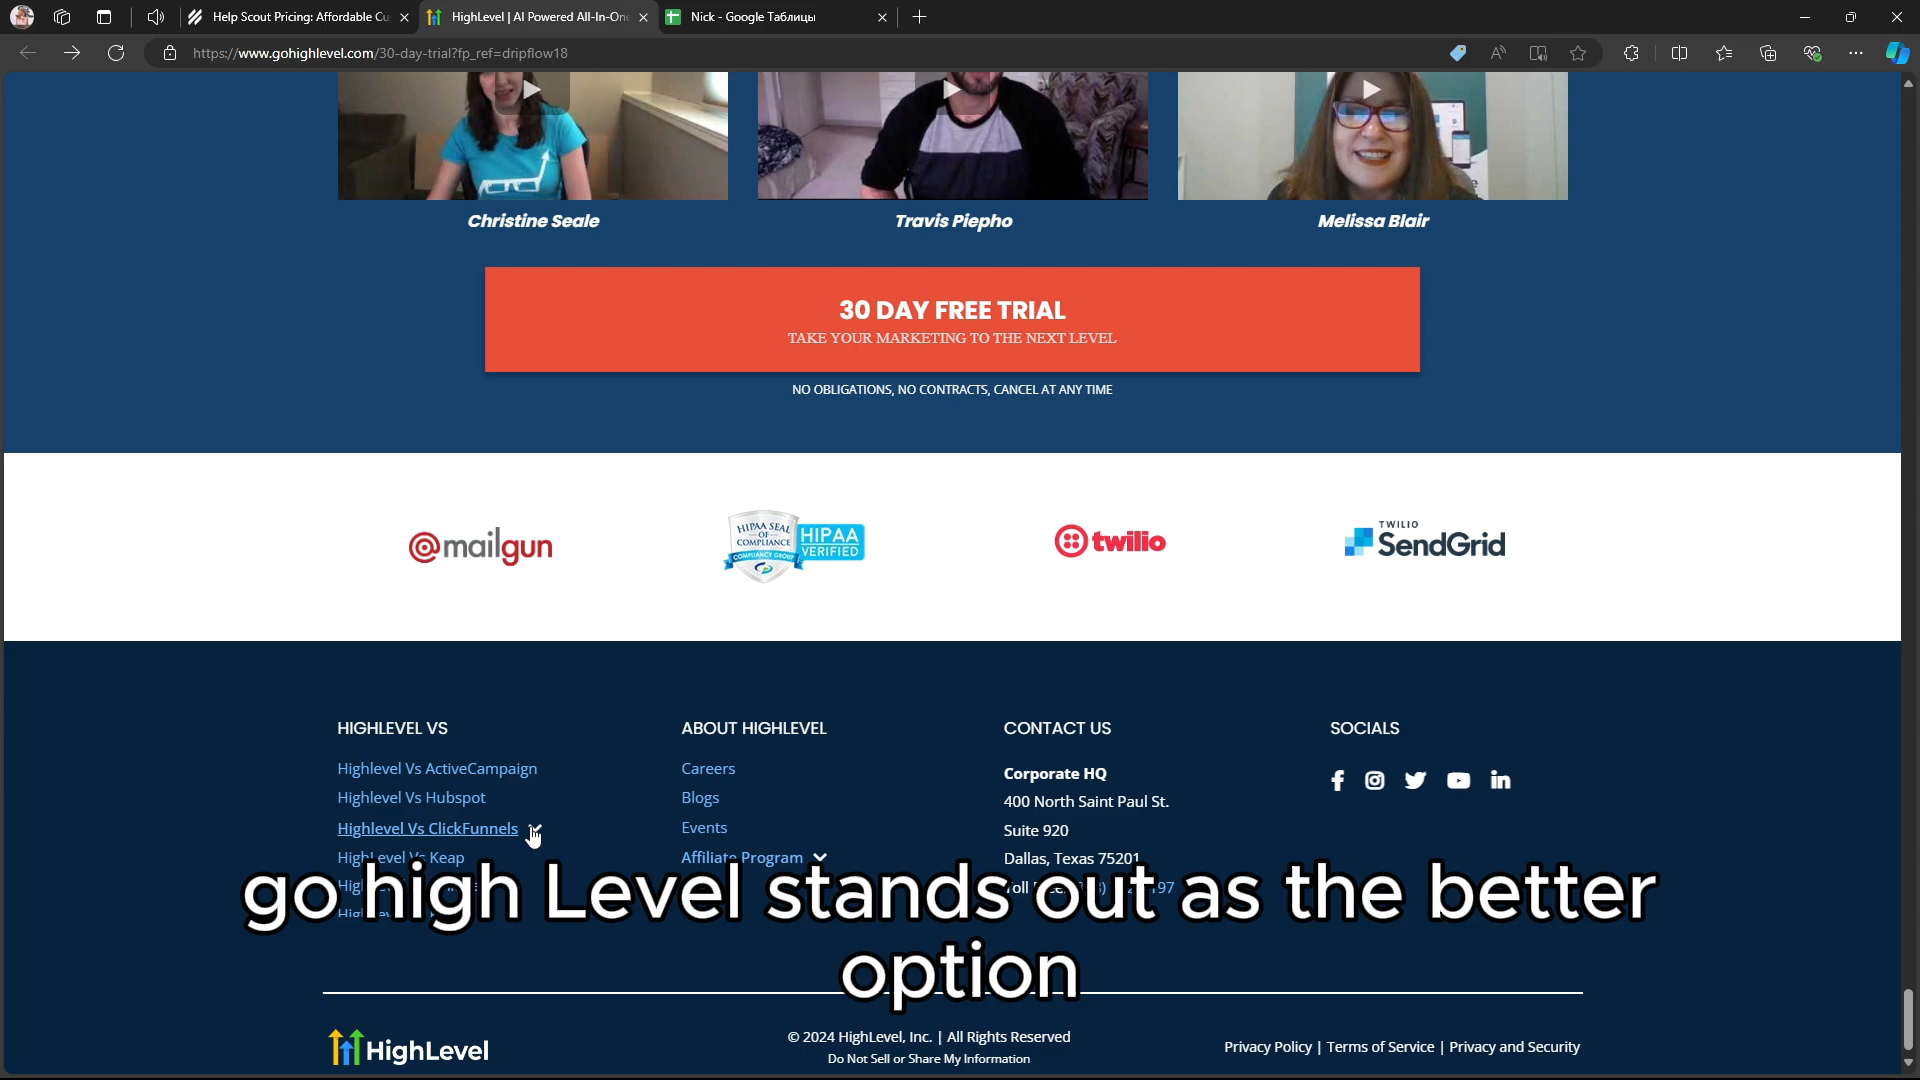 Help Scout Pricing: Affordable Cu
HighLevel | AI Powered All-In-One
Nick - Google Таблицы
https://www.gohighlevel.com/30-day-trial?fp_ref=dripflow18
Christine Seale
Travis Piepho
Melissa Blair
30 DAY FREE TRIAL
TAKE YOUR MARKETING TO THE NEXT LEVEL
NO OBLIGATIONS, NO CONTRACTS, CANCEL AT ANY TIME
mailgun
HIPAA SEAL
OF
COMPLIANCE
COMPLIANCY GROUP
HIPAA
VERIFIED
twilio
TWILIO
SendGrid
HIGHLEVEL VS
Highlevel Vs ActiveCampaign
Highlevel Vs Hubspot
Highlevel Vs ClickFunnels
HighLevel Vs Keap
ABOUT HIGHLEVEL
Careers
Blogs
Events
Affiliate Program
CONTACT US
Corporate HQ
400 North Saint Paul St.
Suite 920
Dallas, Texas 75201
SOCIALS
go high Level stands out as the better
option
HighLevel
© 2024 HighLevel, Inc. | All Rights Reserved
Do Not Sell or Share My Information
Privacy Policy | Terms of Service | Privacy and Security